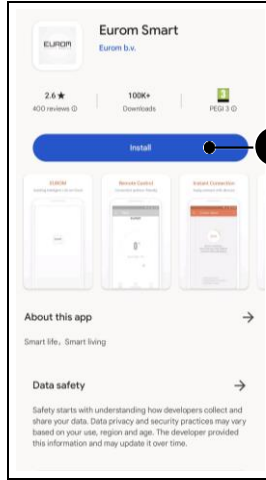 Eurom Smart
EUROM
Eurom b.v.
2.6★ 100K+ 3
400 reviews Downloads PEGI 3
Install
EUROM Remote Control Instant Connection
EUROM
0°
About this app →
Smart life, Smart living
Data safety →
Safety starts with understanding how developers collect and
share your data. Data privacy and security practices may vary
based on your use, region and age. The developer provided
this information and may update it over time.